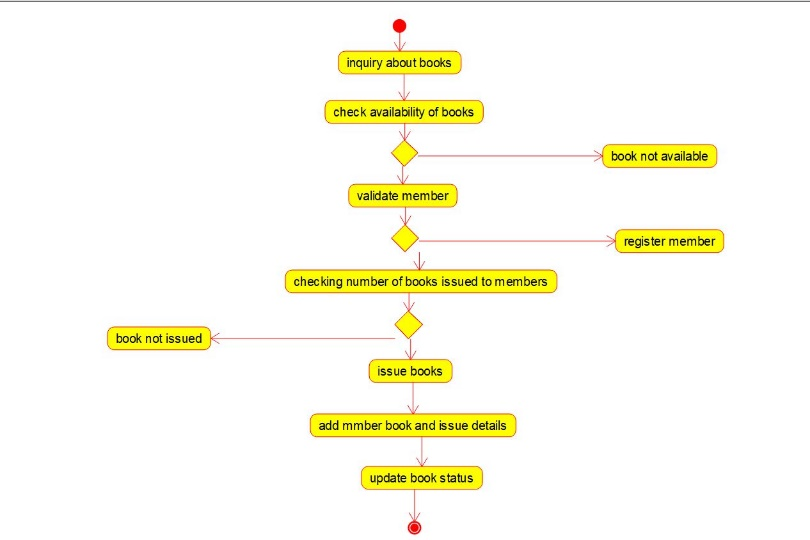 inquiry about books
check availability of books
book not available
validate member
register member
checking number of books issued to members
book not issued
issue books
add mmber book and issue details
update book status